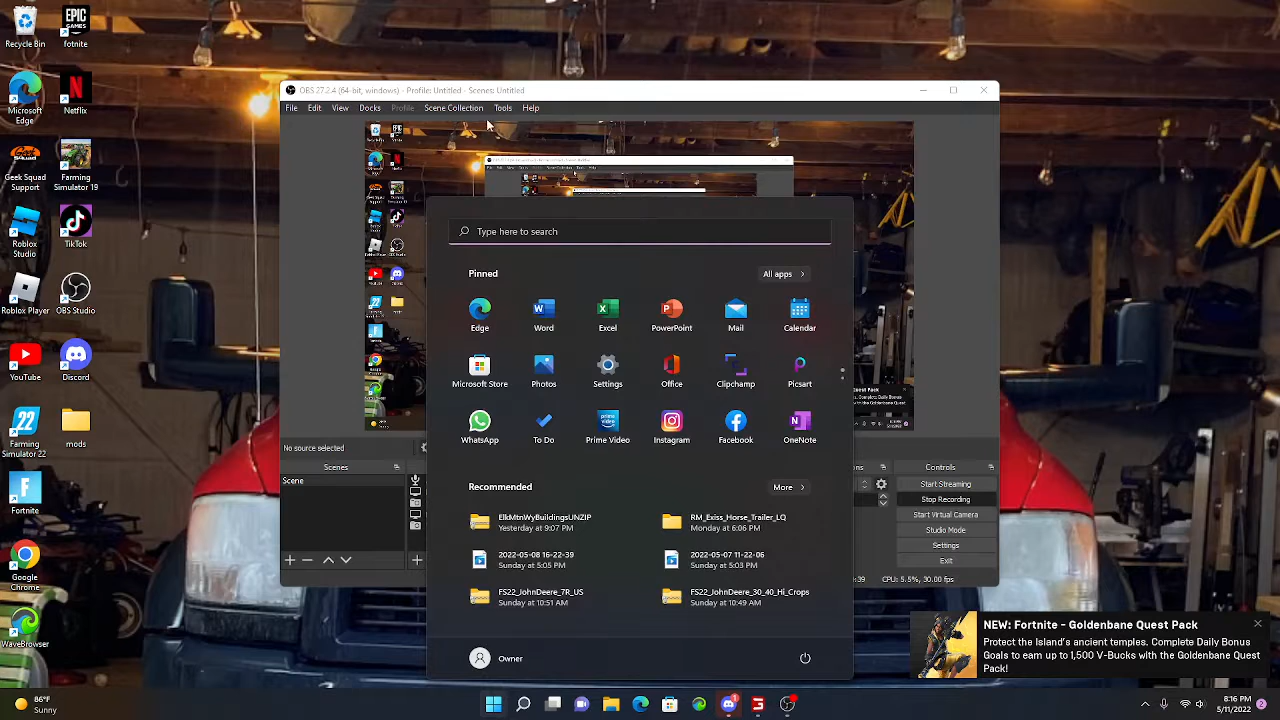 Recycle Bin
EPIC GAMES
fotnite
Microsoft Edge
Netflix
Geek Squad Support
Farming Simulator 19
Roblox Studio
TikTok
Roblox Player
OBS Studio
YouTube
Discord
22
Farming Simulator 22
mods
Fortnite
Google Chrome
WaveBrowser
OBS 27.2.4 (64-bit, windows) - Profile: Untitled - Scenes: Untitled
File Edit View Docks Profile Scene Collection Tools Help
No source selected
Scenes
Scene
Type here to search
Pinned
All apps
Edge Word Excel PowerPoint Mail Calendar
Microsoft Store Photos Settings Office Clipchamp Picsart
WhatsApp To Do Prime Video Instagram Facebook OneNote
Recommended
More
ElkMtnWyBuildingsUNZIP
Yesterday at 9:07 PM
RM_Exiss_Horse_Trailer_LQ
Monday at 6:06 PM
2022-05-08 16-22-39
Sunday at 5:05 PM
2022-05-07 11-22-06
Sunday at 5:03 PM
FS22_JohnDeere_7R_US
Sunday at 10:51 AM
FS22_JohnDeere_30_40_Hi_Crops
Sunday at 10:49 AM
Owner
Controls
Start Streaming
Stop Recording
Start Virtual Camera
Studio Mode
Settings
Exit
CPU: 5.5%, 30.00 fps
NEW: Fortnite - Goldenbane Quest Pack
Protect the Island's ancient temples. Complete Daily Bonus
Goals to earn up to 1,500 V-Bucks with the Goldenbane Quest
Pack!
86°F
Sunny
8:16 PM
5/11/2022
2